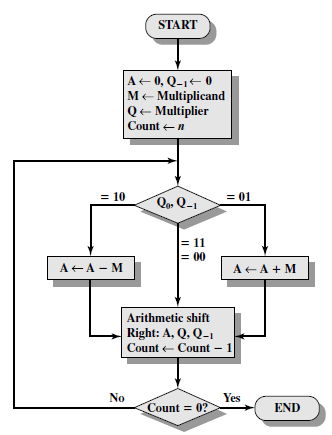 START
A ← 0, Q₋₁ ← 0
M ← Multiplicand
Q ← Multiplier
Count ← n
= 10
Q₀, Q₋₁
= 01
= 11
= 00
A ← A − M
A ← A + M
Arithmetic shift
Right: A, Q, Q₋₁
Count ← Count − 1
No
Count = 0?
Yes
END